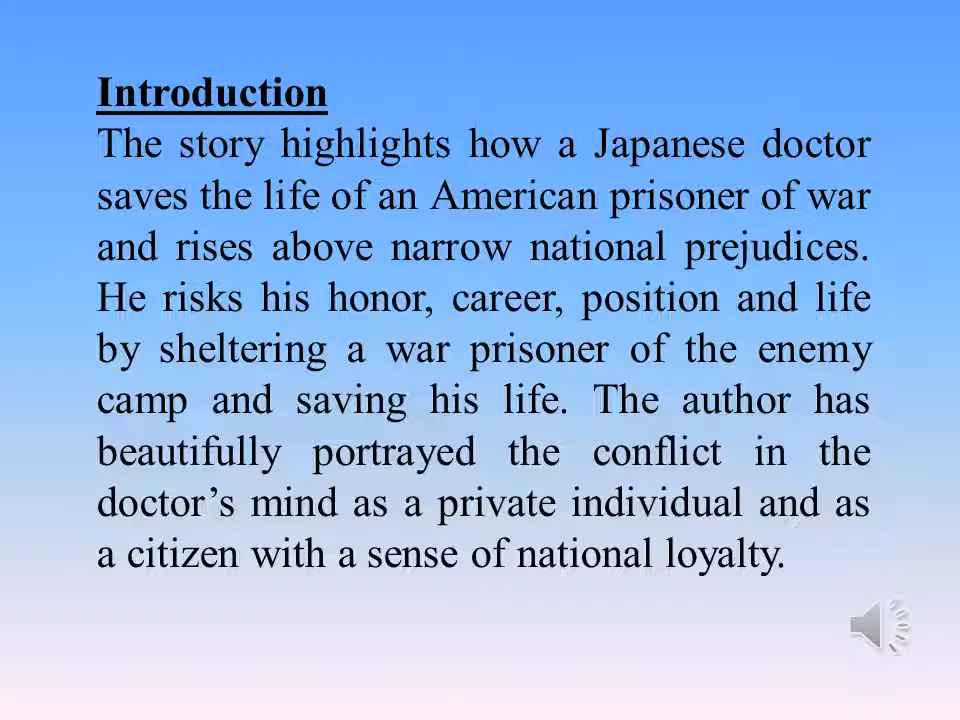 Introduction
The story highlights how a Japanese doctor
saves the life of an American prisoner of war
and rises above narrow national prejudices.
He risks his honor, career, position and life
by sheltering a war prisoner of the enemy
camp and saving his life. The author has
beautifully portrayed the conflict in the
doctor’s mind as a private individual and as
a citizen with a sense of national loyalty.